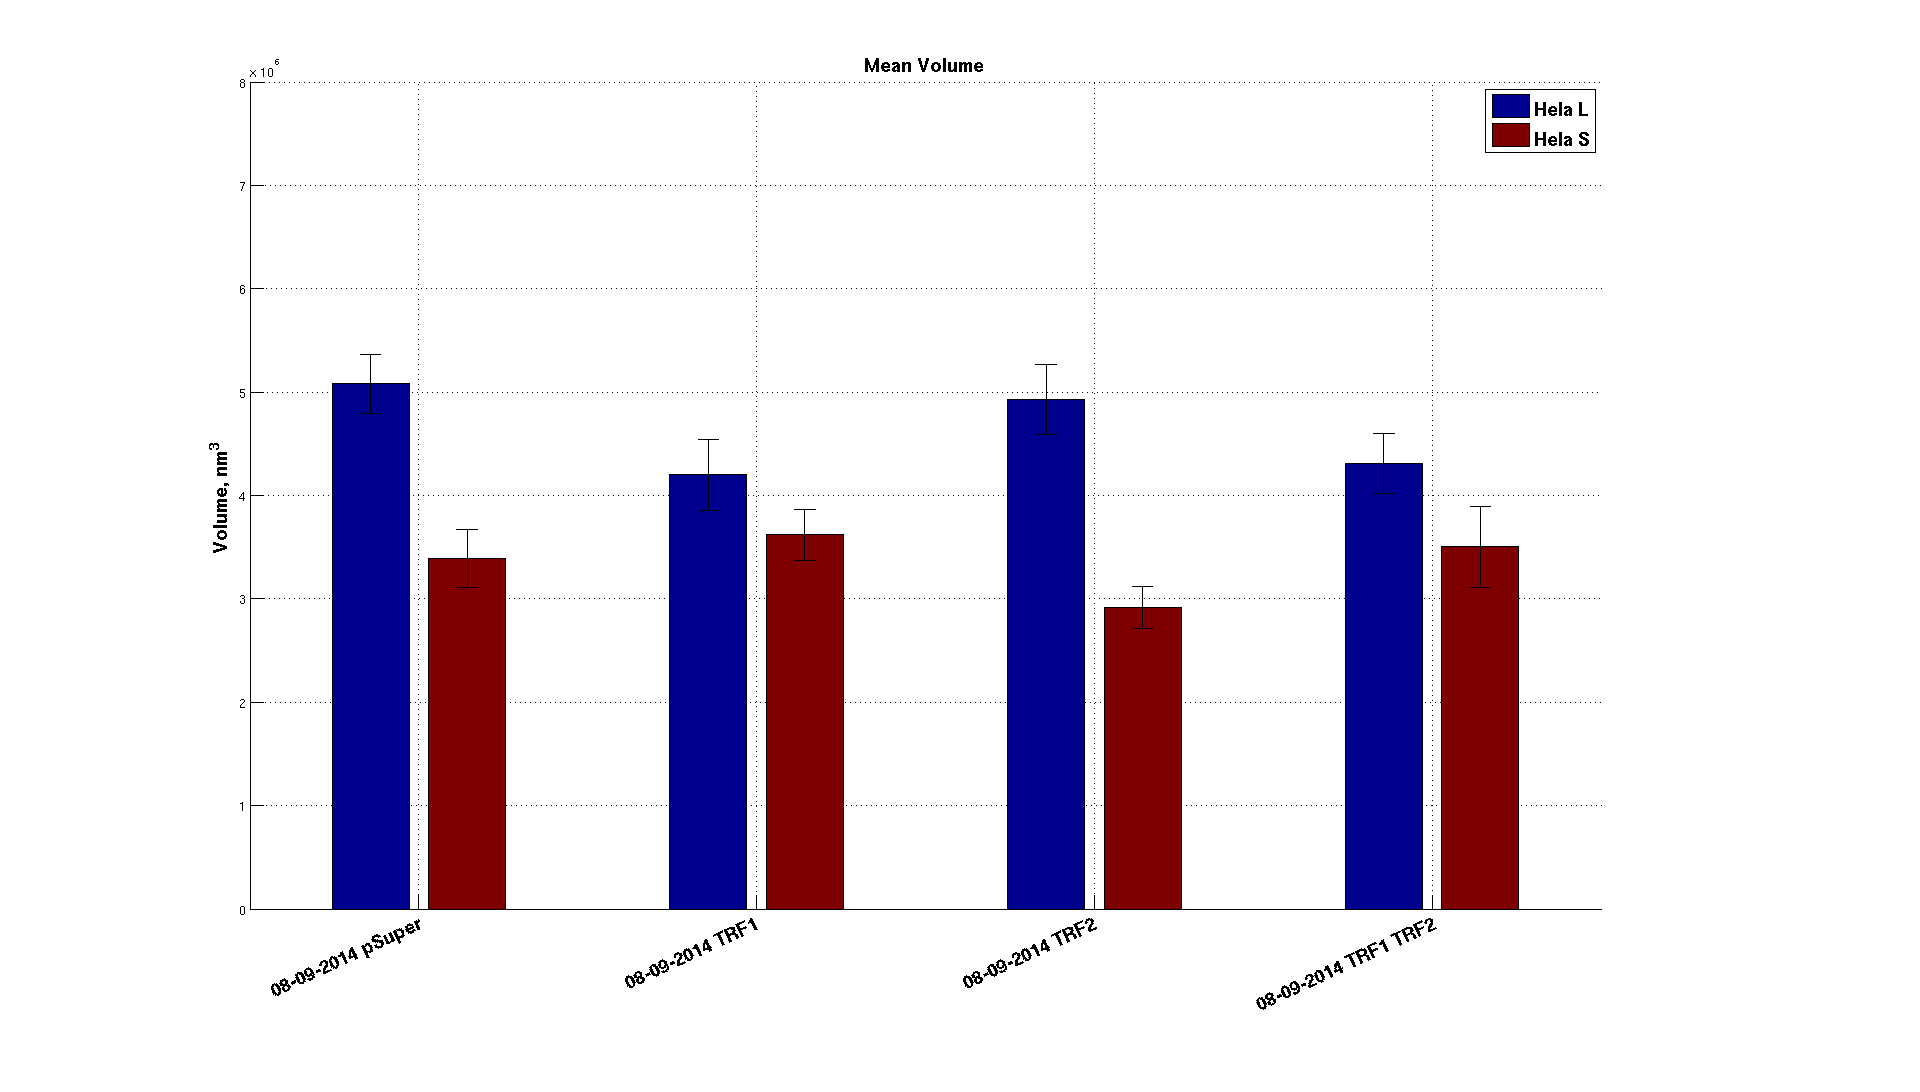 Mean Volume
× 10⁶
8
7
6
5
4
3
2
1
0
Volume, nm³
Hela L
Hela S
08-09-2014 pSuper
08-09-2014 TRF1
08-09-2014 TRF2
08-09-2014 TRF1 TRF2